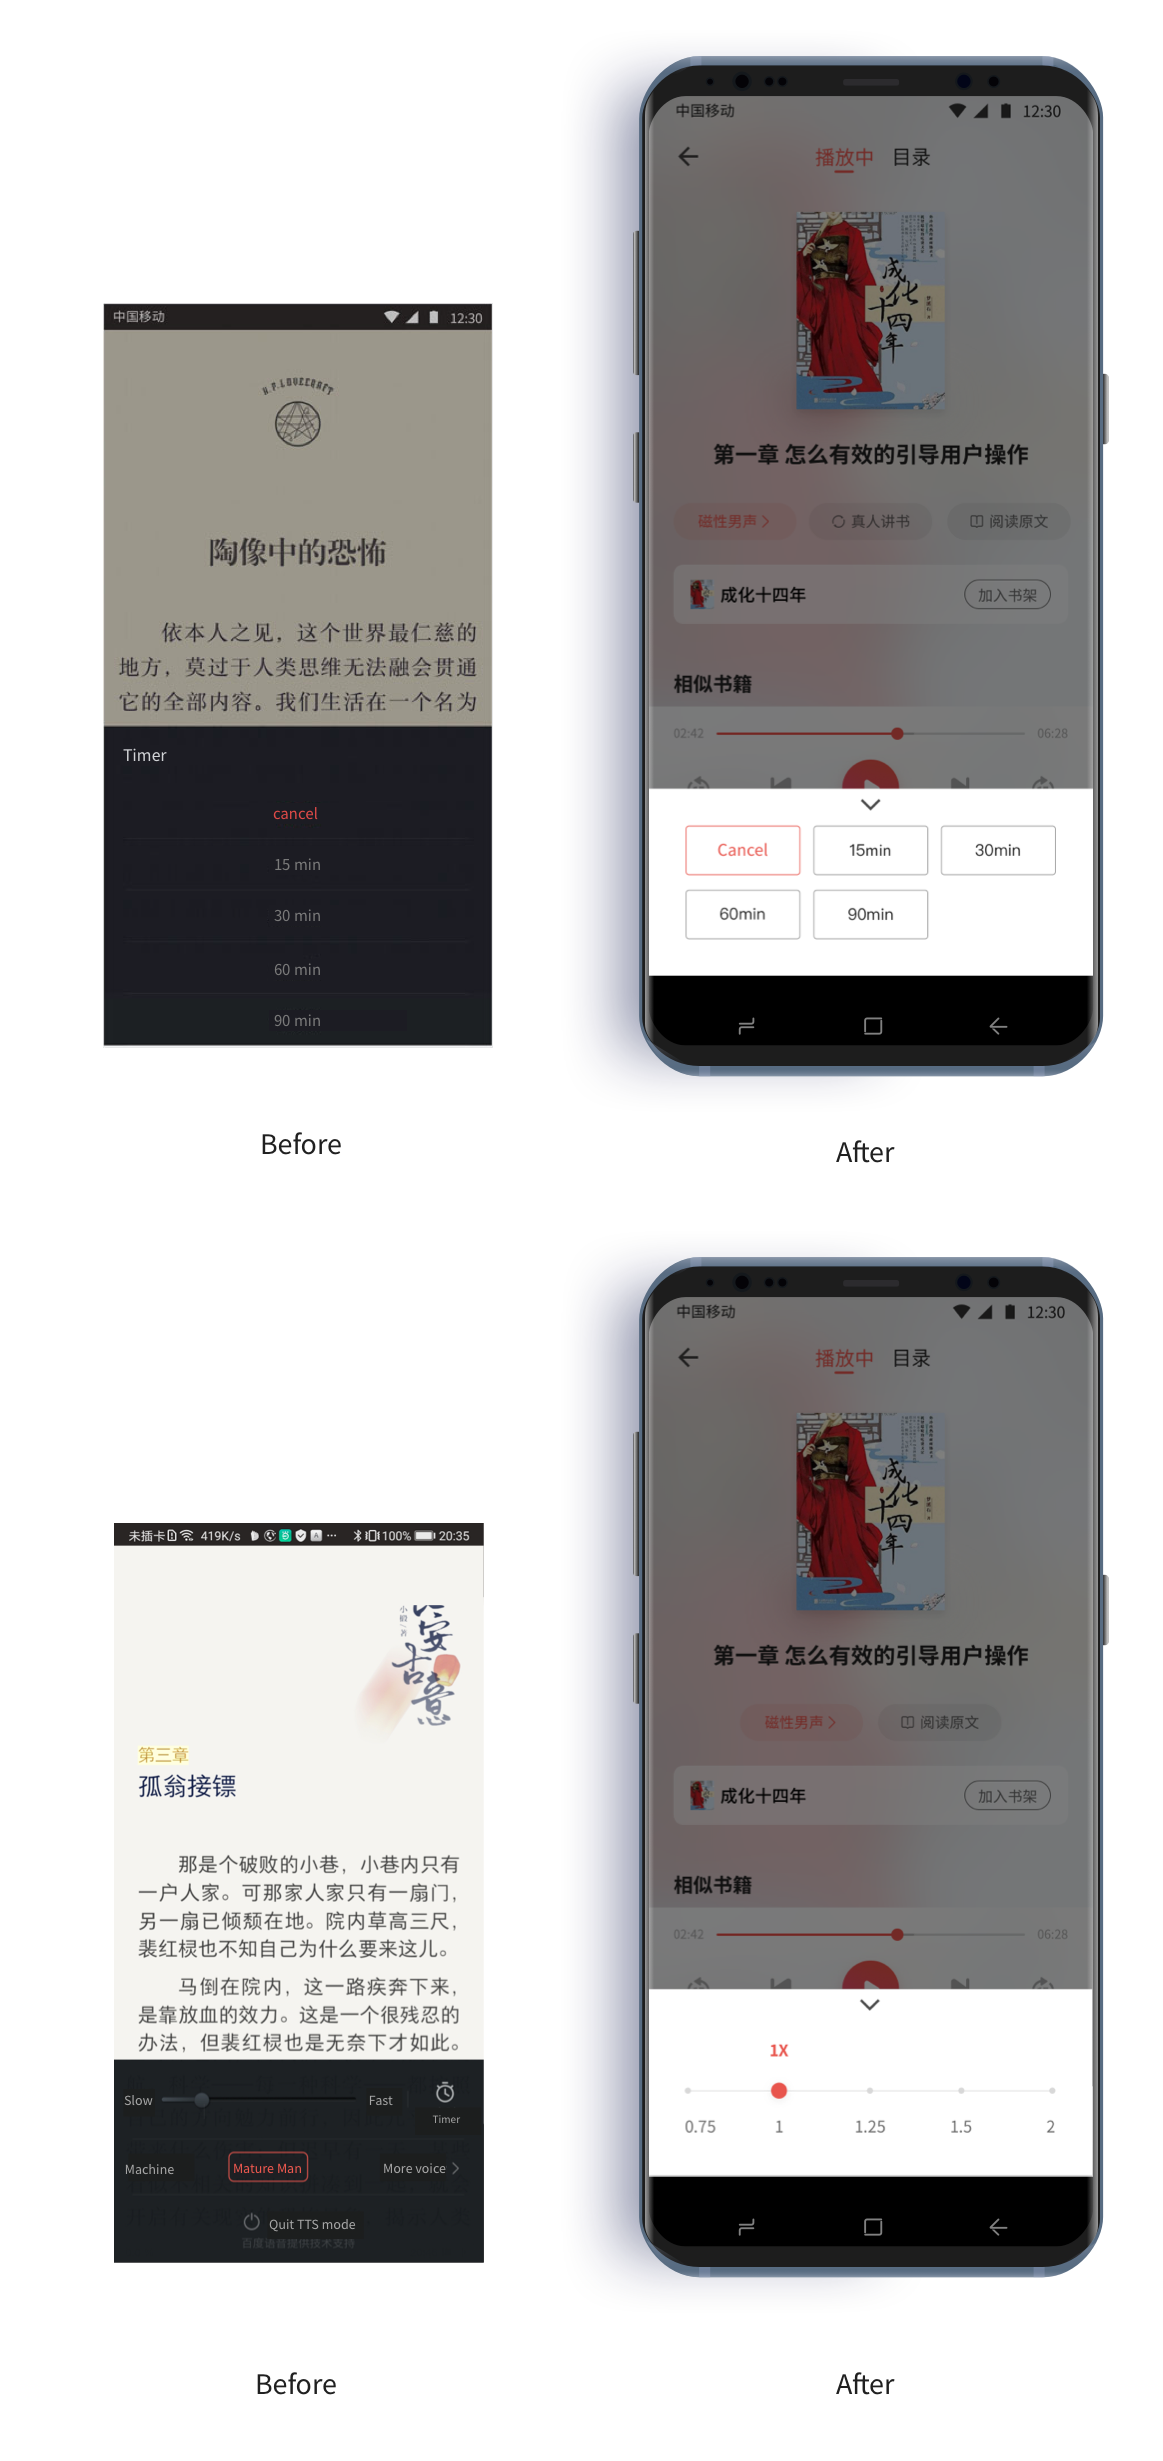 中国移动 12:30
H.P.LOVECRAFT
陶像中的恐怖
依本人之见，这个世界最仁慈的
地方，莫过于人类思维无法融会贯通
它的全部内容。我们生活在一个名为
Timer
cancel
15 min
30 min
60 min
90 min
Before
中国移动 12:30
播放中 目录
成化十四年
第一章 怎么有效的引导用户操作
磁性男声 真人讲书 阅读原文
成化十四年 加入书架
相似书籍
02:42 06:28
Cancel 15min 30min
60min 90min
After
未插卡 419K/s 100% 20:35
古意
第三章
孤翁接镖
那是个破败的小巷，小巷内只有
一户人家。可那家人家只有一扇门，
另一扇已倾颓在地。院内草高三尺，
裴红棂也不知自己为什么要来这儿。
马倒在院内，这一路疾奔下来，
是靠放血的效力。这是一个很残忍的
办法，但裴红棂也是无奈下才如此。
Slow Fast Timer
Machine Mature Man More voice
Quit TTS mode
百度语音提供技术支持
Before
中国移动 12:30
播放中 目录
成化十四年
第一章 怎么有效的引导用户操作
磁性男声 阅读原文
成化十四年 加入书架
相似书籍
02:42 06:28
1X
0.75 1 1.25 1.5 2
After